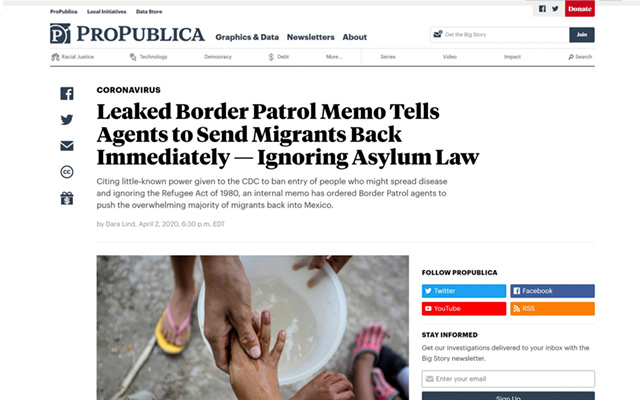 ProPublica Local Initiatives Data Store
Donate
PROPUBLICA Graphics & Data Newsletters About
Get the Big Story Join
Racial Justice Technology Democracy Debt More... Series Video Impact Search
CORONAVIRUS
Leaked Border Patrol Memo Tells
Agents to Send Migrants Back
Immediately — Ignoring Asylum Law
Citing little-known power given to the CDC to ban entry of people who might spread disease
and ignoring the Refugee Act of 1980, an internal memo has ordered Border Patrol agents to
push the overwhelming majority of migrants back into Mexico.
by Dara Lind, April 2, 2020, 6:30 p.m. EDT
FOLLOW PROPUBLICA
Twitter Facebook
YouTube RSS
STAY INFORMED
Get our investigations delivered to your inbox with the
Big Story newsletter.
Enter your email
Sign Up